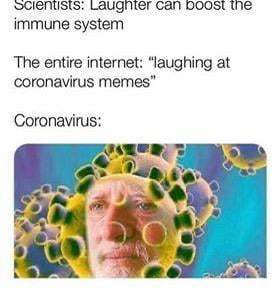 Scientists: Laughter can boost the
immune system
The entire internet: “laughing at
coronavirus memes”
Coronavirus: